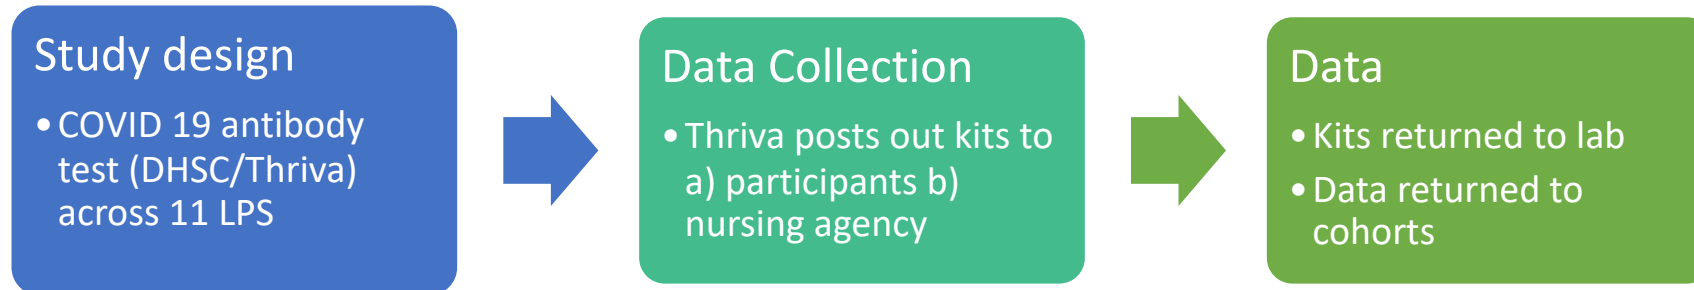 Study design
• COVID 19 antibody
test (DHSC/Thriva)
across 11 LPS
Data Collection
• Thriva posts out kits to
a) participants b)
nursing agency
Data
• Kits returned to lab
• Data returned to
cohorts